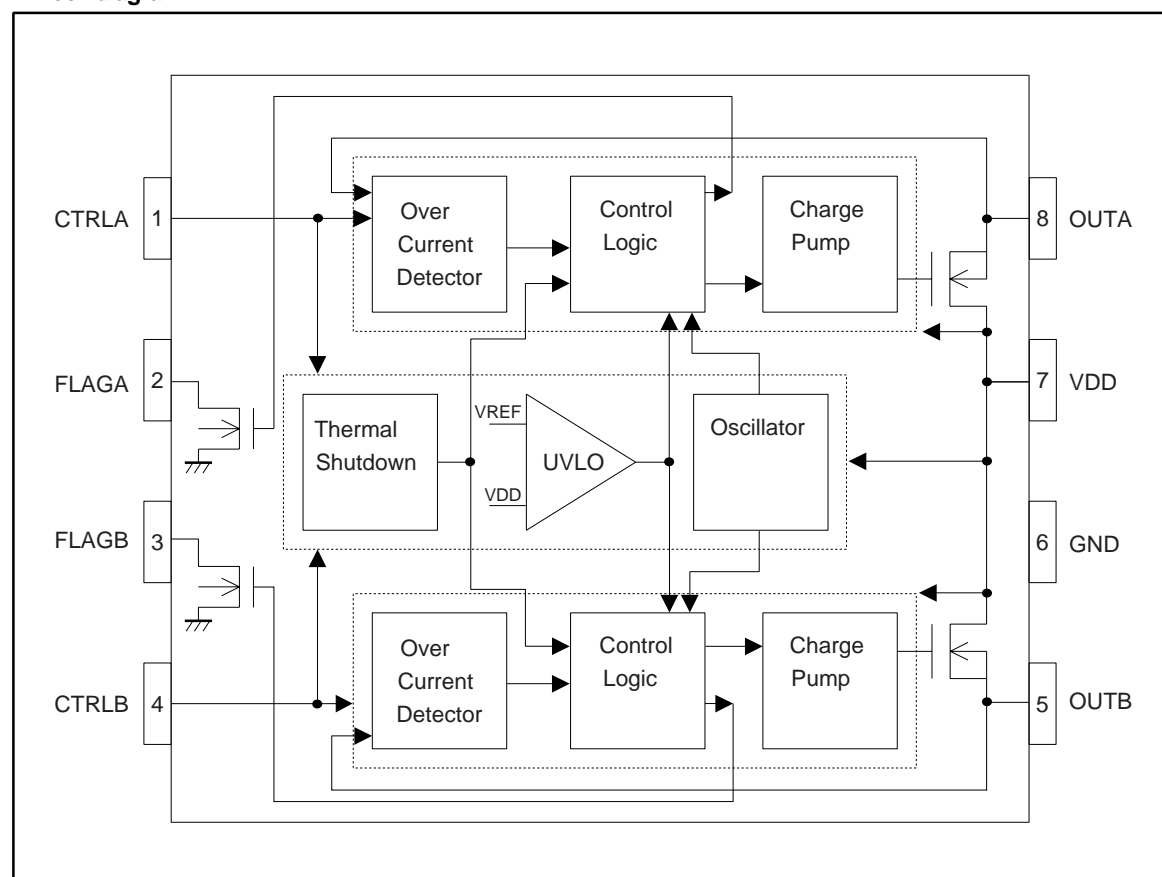 CTRLA
1
Over
Current
Detector
Control
Logic
Charge
Pump
8
OUTA
FLAGA
2
Thermal
Shutdown
VREF
VDD
UVLO
Oscillator
7
VDD
FLAGB
3
6
GND
CTRLB
4
Over
Current
Detector
Control
Logic
Charge
Pump
5
OUTB